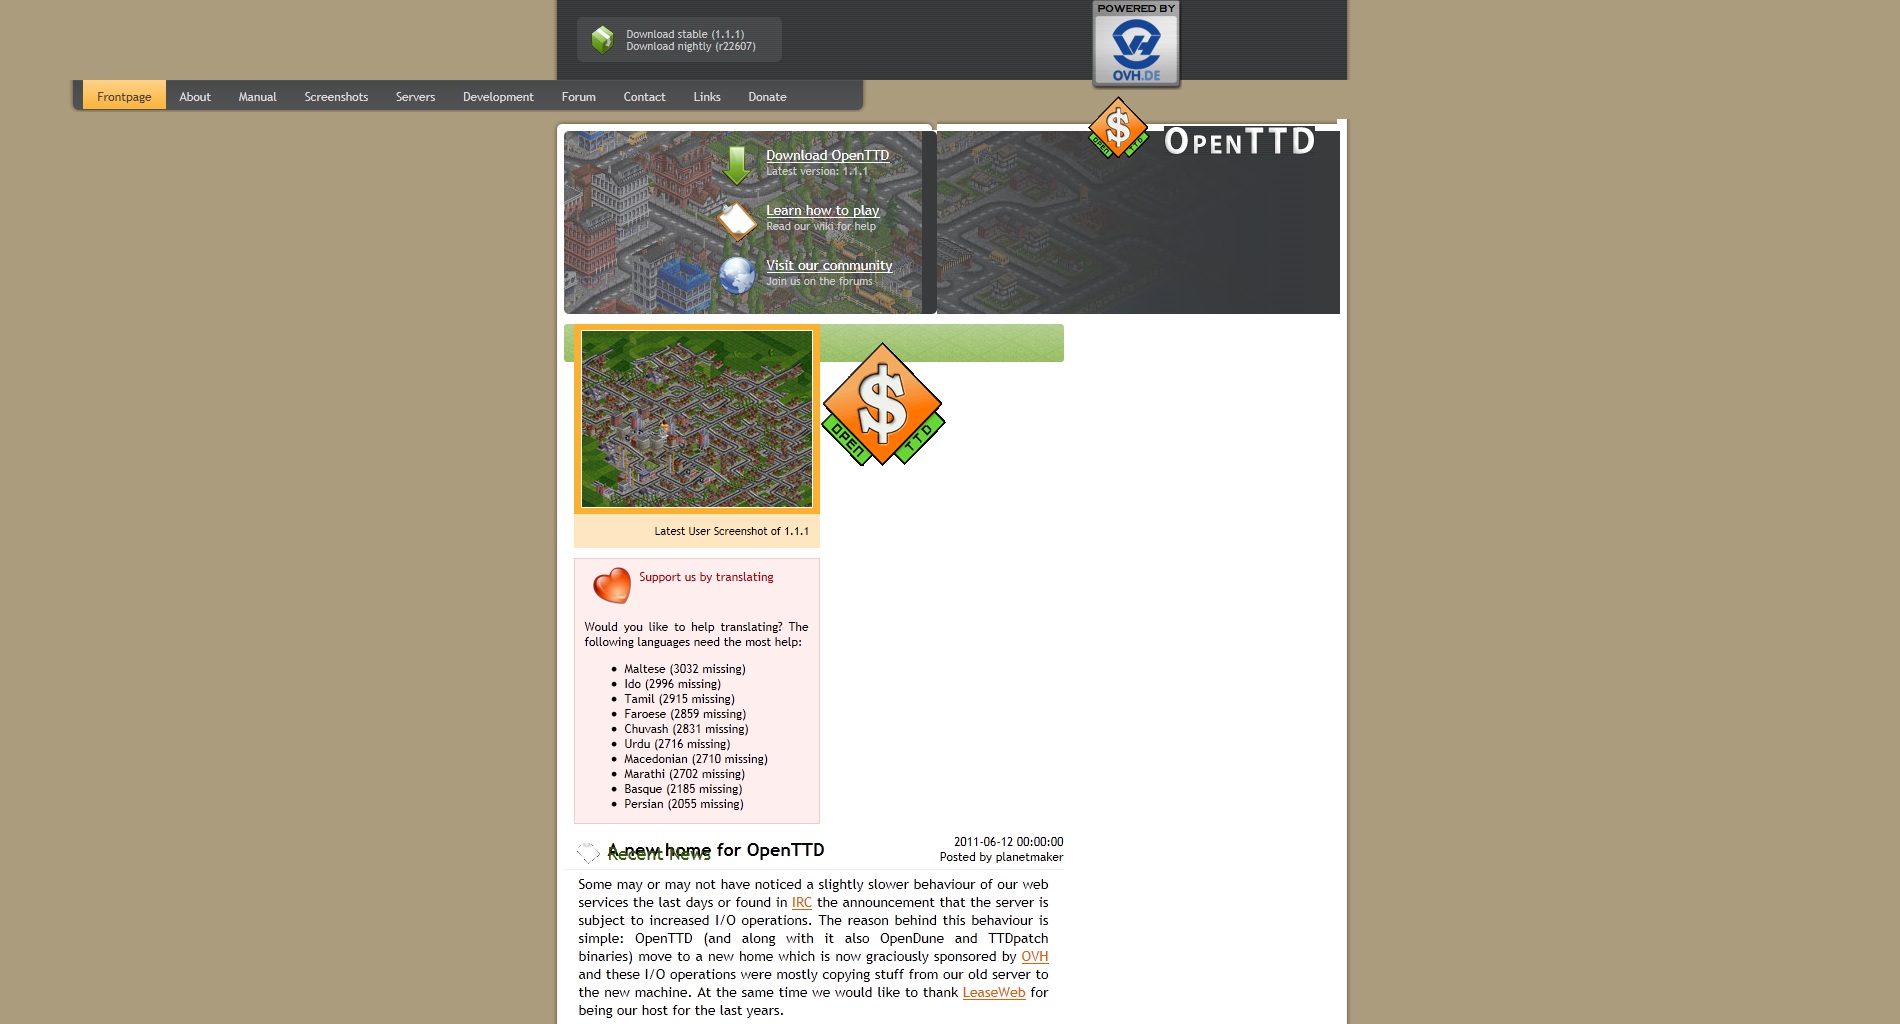 Download stable (1.1.1)
Download nightly (r22607)
POWERED BY
OVH.DE
Frontpage About Manual Screenshots Servers Development Forum Contact Links Donate
$
OPEN TTD
OpenTTD
Download OpenTTD
Latest version: 1.1.1
Learn how to play
Read our wiki for help
Visit our community
Join us on the forums
$
OPEN TTD
Latest User Screenshot of 1.1.1
Support us by translating
Would you like to help translating? The
following languages need the most help:
• Maltese (3032 missing)
• Ido (2996 missing)
• Tamil (2915 missing)
• Faroese (2859 missing)
• Chuvash (2831 missing)
• Urdu (2716 missing)
• Macedonian (2710 missing)
• Marathi (2702 missing)
• Basque (2185 missing)
• Persian (2055 missing)
A new home for OpenTTD
Recent News
2011-06-12 00:00:00
Posted by planetmaker
Some may or may not have noticed a slightly slower behaviour of our web
services the last days or found in IRC the announcement that the server is
subject to increased I/O operations. The reason behind this behaviour is
simple: OpenTTD (and along with it also OpenDune and TTDpatch
binaries) move to a new home which is now graciously sponsored by OVH
and these I/O operations were mostly copying stuff from our old server to
the new machine. At the same time we would like to thank LeaseWeb for
being our host for the last years.